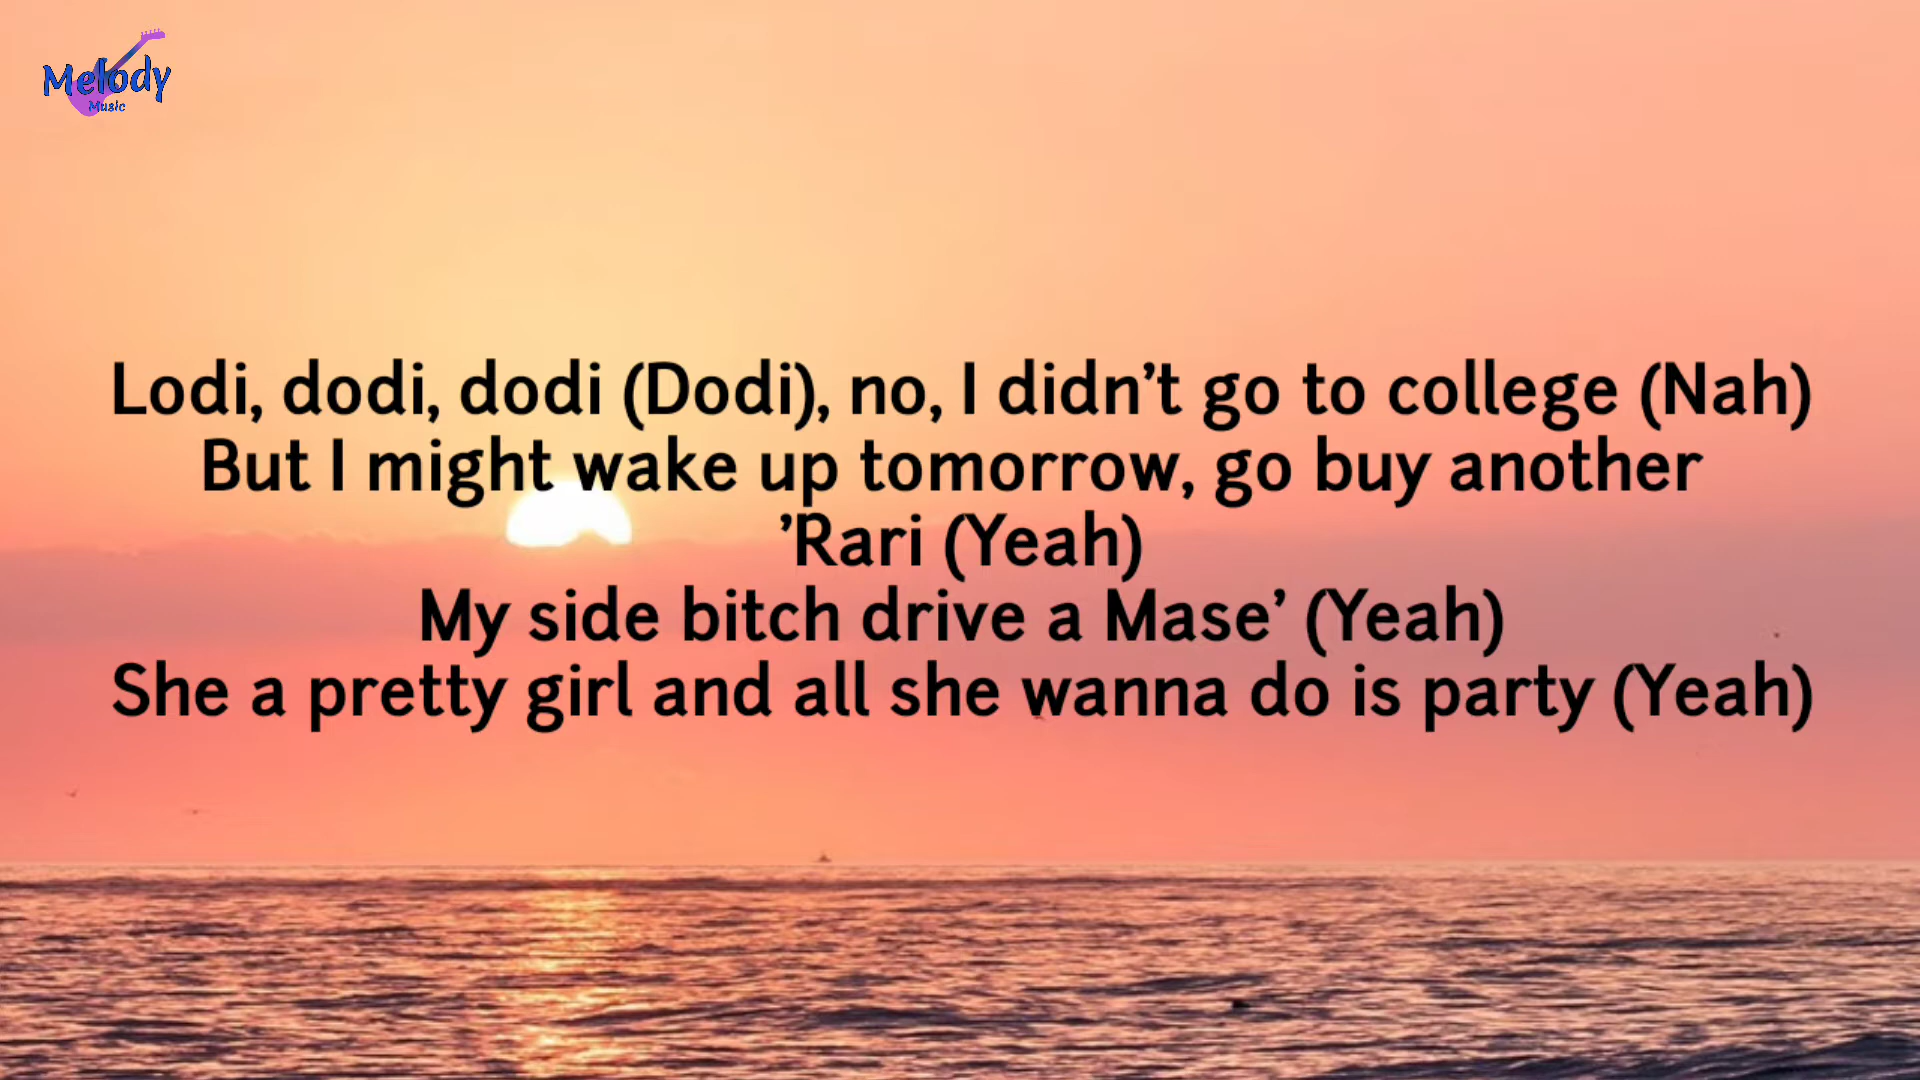 Melody
Music
Lodi, dodi, dodi (Dodi), no, I didn’t go to college (Nah)
But I might wake up tomorrow, go buy another
’Rari (Yeah)
My side bitch drive a Mase’ (Yeah)
She a pretty girl and all she wanna do is party (Yeah)